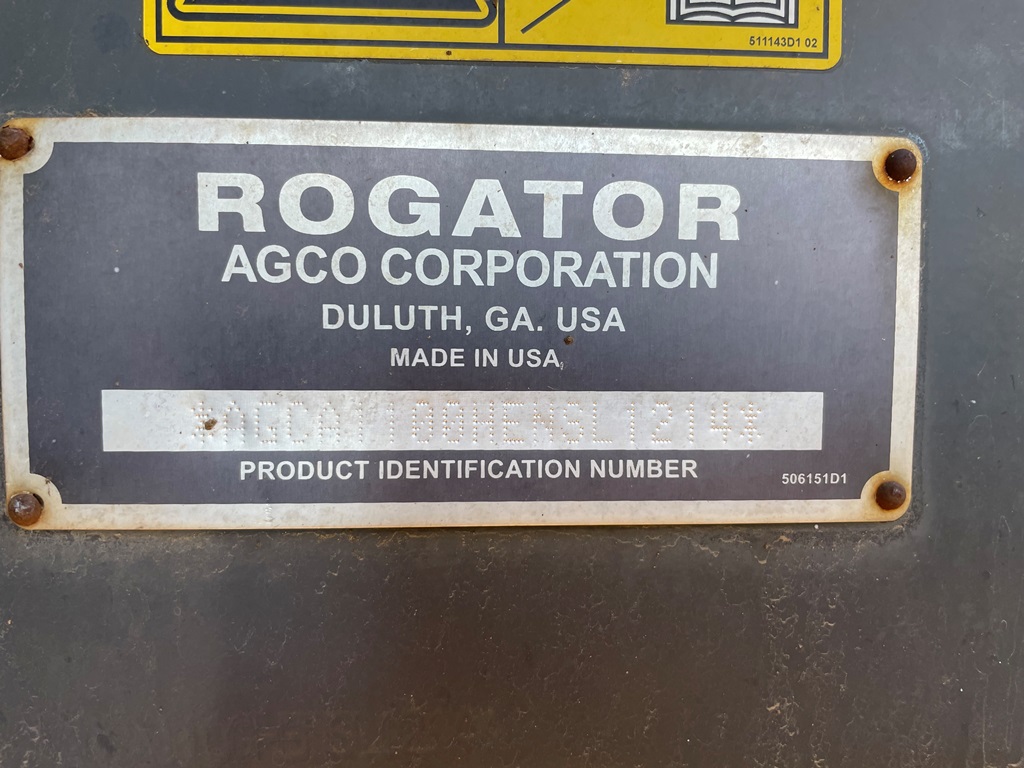 511143D1 02
ROGATOR
AGCO CORPORATION
DULUTH, GA. USA
MADE IN USA
*AGCA1100HENSL1214*
PRODUCT IDENTIFICATION NUMBER
506151D1